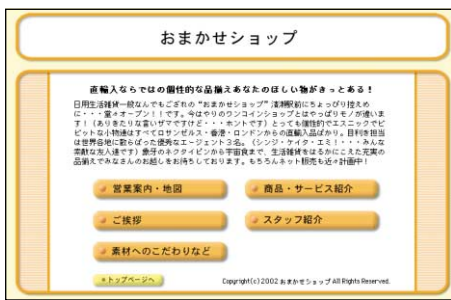 おまかせショップ
直輸入ならではの個性的な品揃えあなたのほしい物がきっとある！
日用生活雑貨一般なんでもござれの“おまかせショップ”清瀬駅前にちょっぴり控えめ
に・・・堂々オープン！！です。今はやりのワンコインショップとはやっぱりモノが違いま
す！（ありきたりな言いザマですけど・・・ホントです）とっても個性的でエスニックでビ
ビットな小物達はすべてロサンゼルス・香港・ロンドンからの直輸入品ばかり。目利き担当
は世界各地に散らばった優秀なエージェント3名。（シンジ・ケイタ・エミ！・・・みんな
素敵な友人達です）象牙のネクタイピンから宇宙食まで、生活雑貨をはるかにこえた充実の
品揃えでみなさんのお越しをお待ちしております。もちろんネット販売も近々計画中！
営業案内・地図
商品・サービス紹介
ご挨拶
スタッフ紹介
素材へのこだわりなど
トップページへ
Copyright(c)2002 おまかせショップ All Rights Reserved.